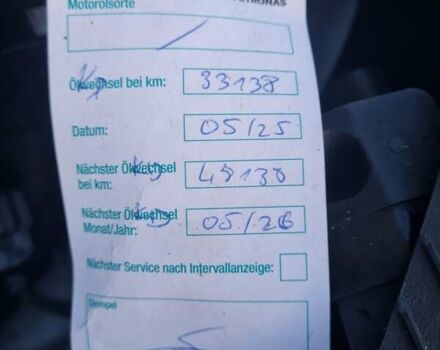 Motorölsorte
PETRONAS
/
Ölwechsel bei km: 33138
Datum: 05/25
Nächster Ölwechsel
bei km: 48138
Nächster Ölwechsel
Monat/Jahr: 05/26
Nächster Service nach Intervallanzeige:
Stempel